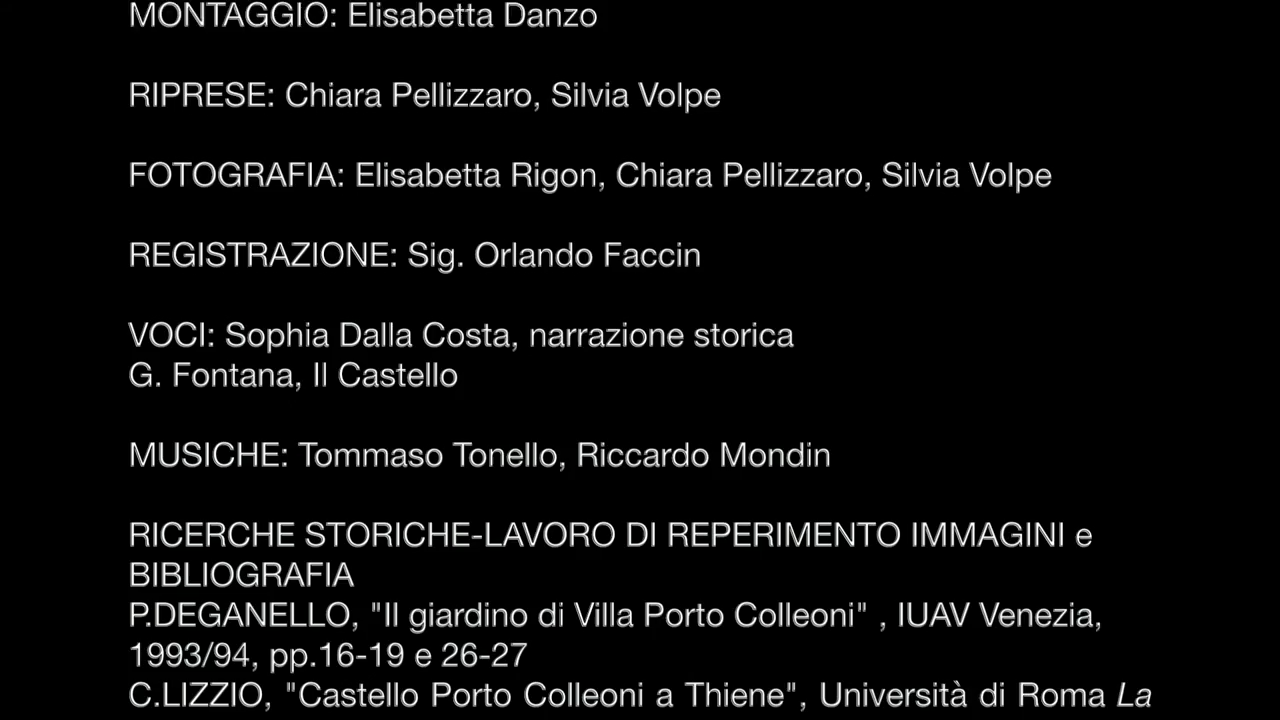 MONTAGGIO: Elisabetta Danzo
RIPRESE: Chiara Pellizzaro, Silvia Volpe
FOTOGRAFIA: Elisabetta Rigon, Chiara Pellizzaro, Silvia Volpe
REGISTRAZIONE: Sig. Orlando Faccin
VOCI: Sophia Dalla Costa, narrazione storica
G. Fontana, Il Castello
MUSICHE: Tommaso Tonello, Riccardo Mondin
RICERCHE STORICHE-LAVORO DI REPERIMENTO IMMAGINI e
BIBLIOGRAFIA
P.DEGANELLO, "Il giardino di Villa Porto Colleoni" , IUAV Venezia,
1993/94, pp.16-19 e 26-27
C.LIZZIO, "Castello Porto Colleoni a Thiene", Università di Roma La